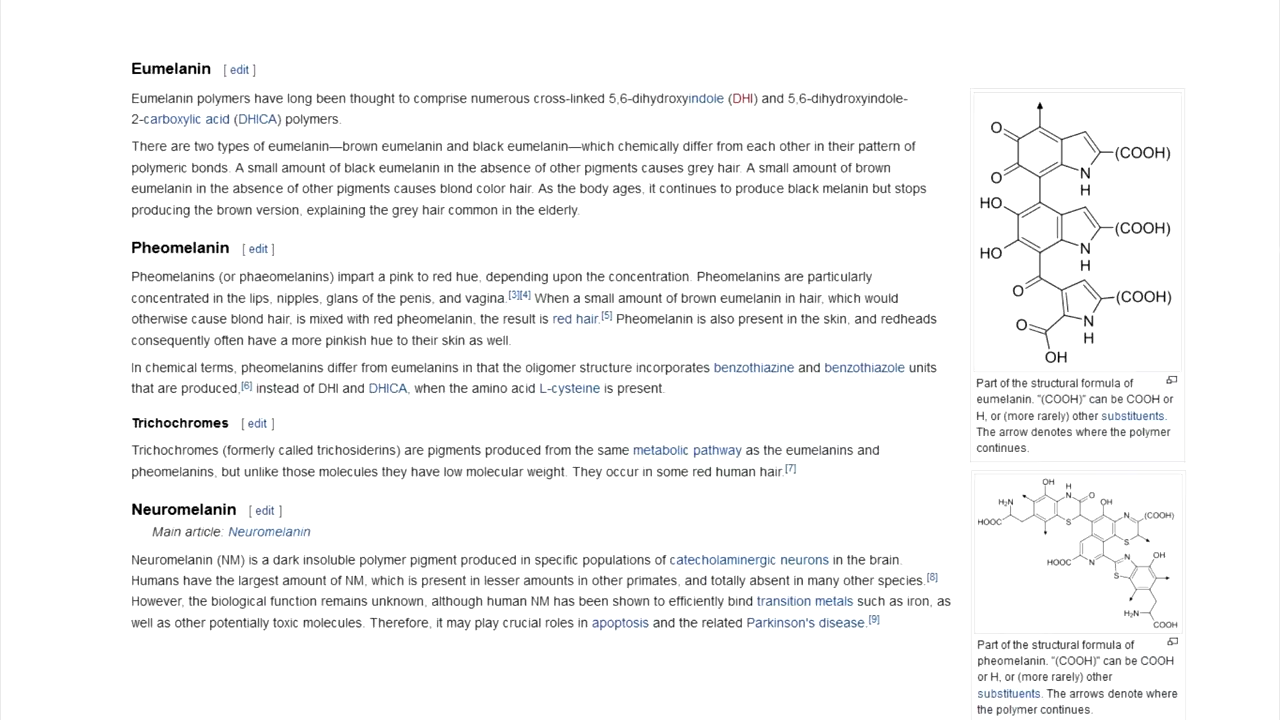 Eumelanin [ edit ]
Eumelanin polymers have long been thought to comprise numerous cross-linked 5,6-dihydroxyindole (DHI) and 5,6-dihydroxyindole-
2-carboxylic acid (DHICA) polymers.
There are two types of eumelanin—brown eumelanin and black eumelanin—which chemically differ from each other in their pattern of
polymeric bonds. A small amount of black eumelanin in the absence of other pigments causes grey hair. A small amount of brown
eumelanin in the absence of other pigments causes blond color hair. As the body ages, it continues to produce black melanin but stops
producing the brown version, explaining the grey hair common in the elderly.
Pheomelanin [ edit ]
Pheomelanins (or phaeomelanins) impart a pink to red hue, depending upon the concentration. Pheomelanins are particularly
concentrated in the lips, nipples, glans of the penis, and vagina.[3][4] When a small amount of brown eumelanin in hair, which would
otherwise cause blond hair, is mixed with red pheomelanin, the result is red hair.[5] Pheomelanin is also present in the skin, and redheads
consequently often have a more pinkish hue to their skin as well.
In chemical terms, pheomelanins differ from eumelanins in that the oligomer structure incorporates benzothiazine and benzothiazole units
that are produced,[6] instead of DHI and DHICA, when the amino acid L-cysteine is present.
Trichochromes [ edit ]
Trichochromes (formerly called trichosiderins) are pigments produced from the same metabolic pathway as the eumelanins and
pheomelanins, but unlike those molecules they have low molecular weight. They occur in some red human hair.[7]
Neuromelanin [ edit ]
Main article: Neuromelanin
Neuromelanin (NM) is a dark insoluble polymer pigment produced in specific populations of catecholaminergic neurons in the brain.
Humans have the largest amount of NM, which is present in lesser amounts in other primates, and totally absent in many other species.[8]
However, the biological function remains unknown, although human NM has been shown to efficiently bind transition metals such as iron, as
well as other potentially toxic molecules. Therefore, it may play crucial roles in apoptosis and the related Parkinson's disease.[9]
O
(COOH)
O
N
H
HO
(COOH)
HO
N
H
O
(COOH)
O
N
H
OH
Part of the structural formula of
eumelanin. "(COOH)" can be COOH or
H, or (more rarely) other substituents.
The arrow denotes where the polymer
continues.
OH
H
N
O
H₂N
OH
HOOC
S
N
(COOH)
S
HOOC
N
N
OH
S
H₂N
COOH
Part of the structural formula of
pheomelanin. "(COOH)" can be COOH
or H, or (more rarely) other
substituents. The arrows denote where
the polymer continues.